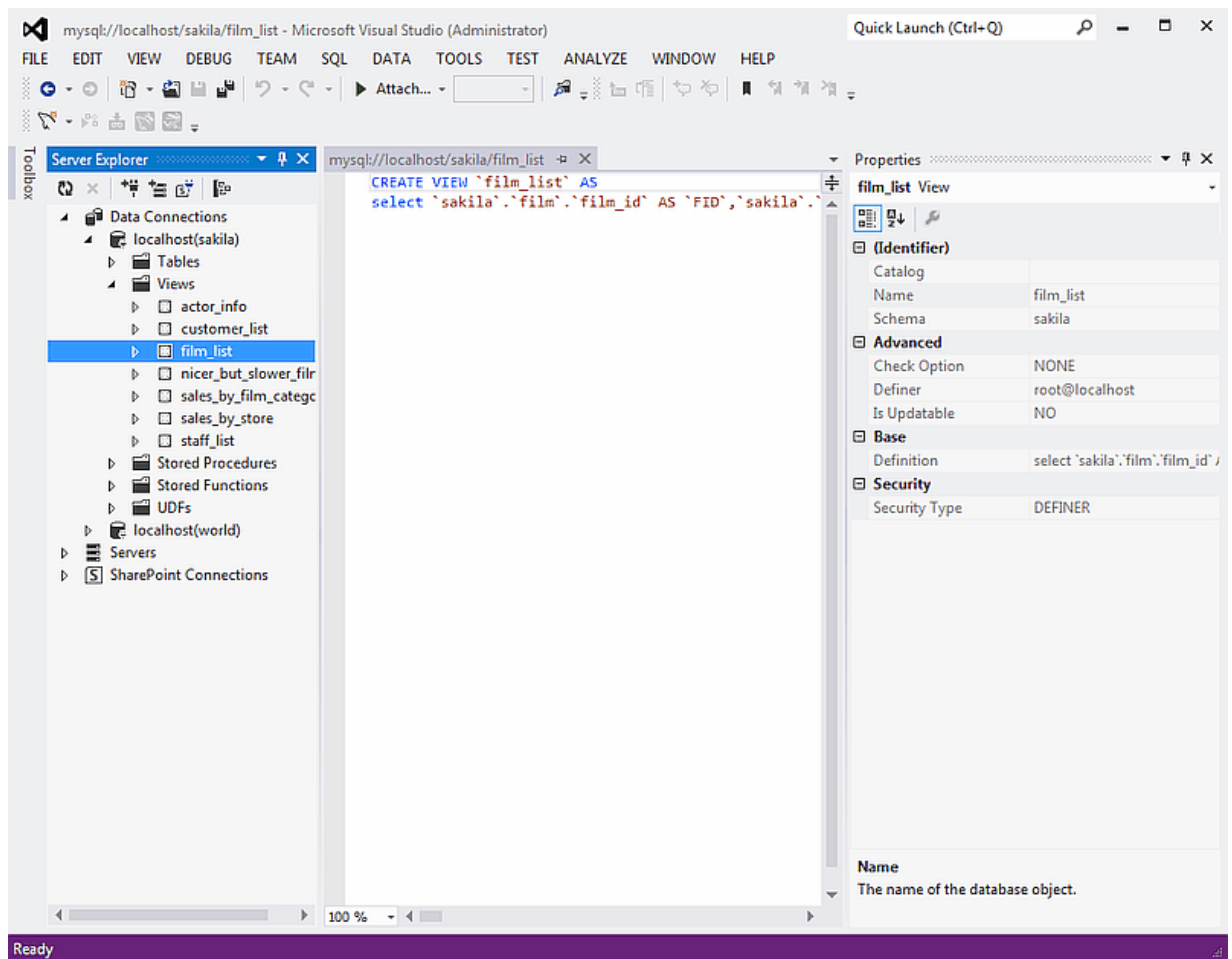 mysql://localhost/sakila/film_list - Microsoft Visual Studio (Administrator)
Quick Launch (Ctrl+Q)
FILE EDIT VIEW DEBUG TEAM SQL DATA TOOLS TEST ANALYZE WINDOW HELP
Attach...
Toolbox
Server Explorer
Data Connections
localhost(sakila)
Tables
Views
actor_info
customer_list
film_list
nicer_but_slower_filr
sales_by_film_catego
sales_by_store
staff_list
Stored Procedures
Stored Functions
UDFs
localhost(world)
Servers
SharePoint Connections
mysql://localhost/sakila/film_list
CREATE VIEW `film_list` AS
select `sakila`.`film`.`film_id` AS `FID`,`sakila`.`
100 %
Properties
film_list View
(Identifier)
Catalog
Name film_list
Schema sakila
Advanced
Check Option NONE
Definer root@localhost
Is Updatable NO
Base
Definition select `sakila`.`film`.`film_id` /
Security
Security Type DEFINER
Name
The name of the database object.
Ready